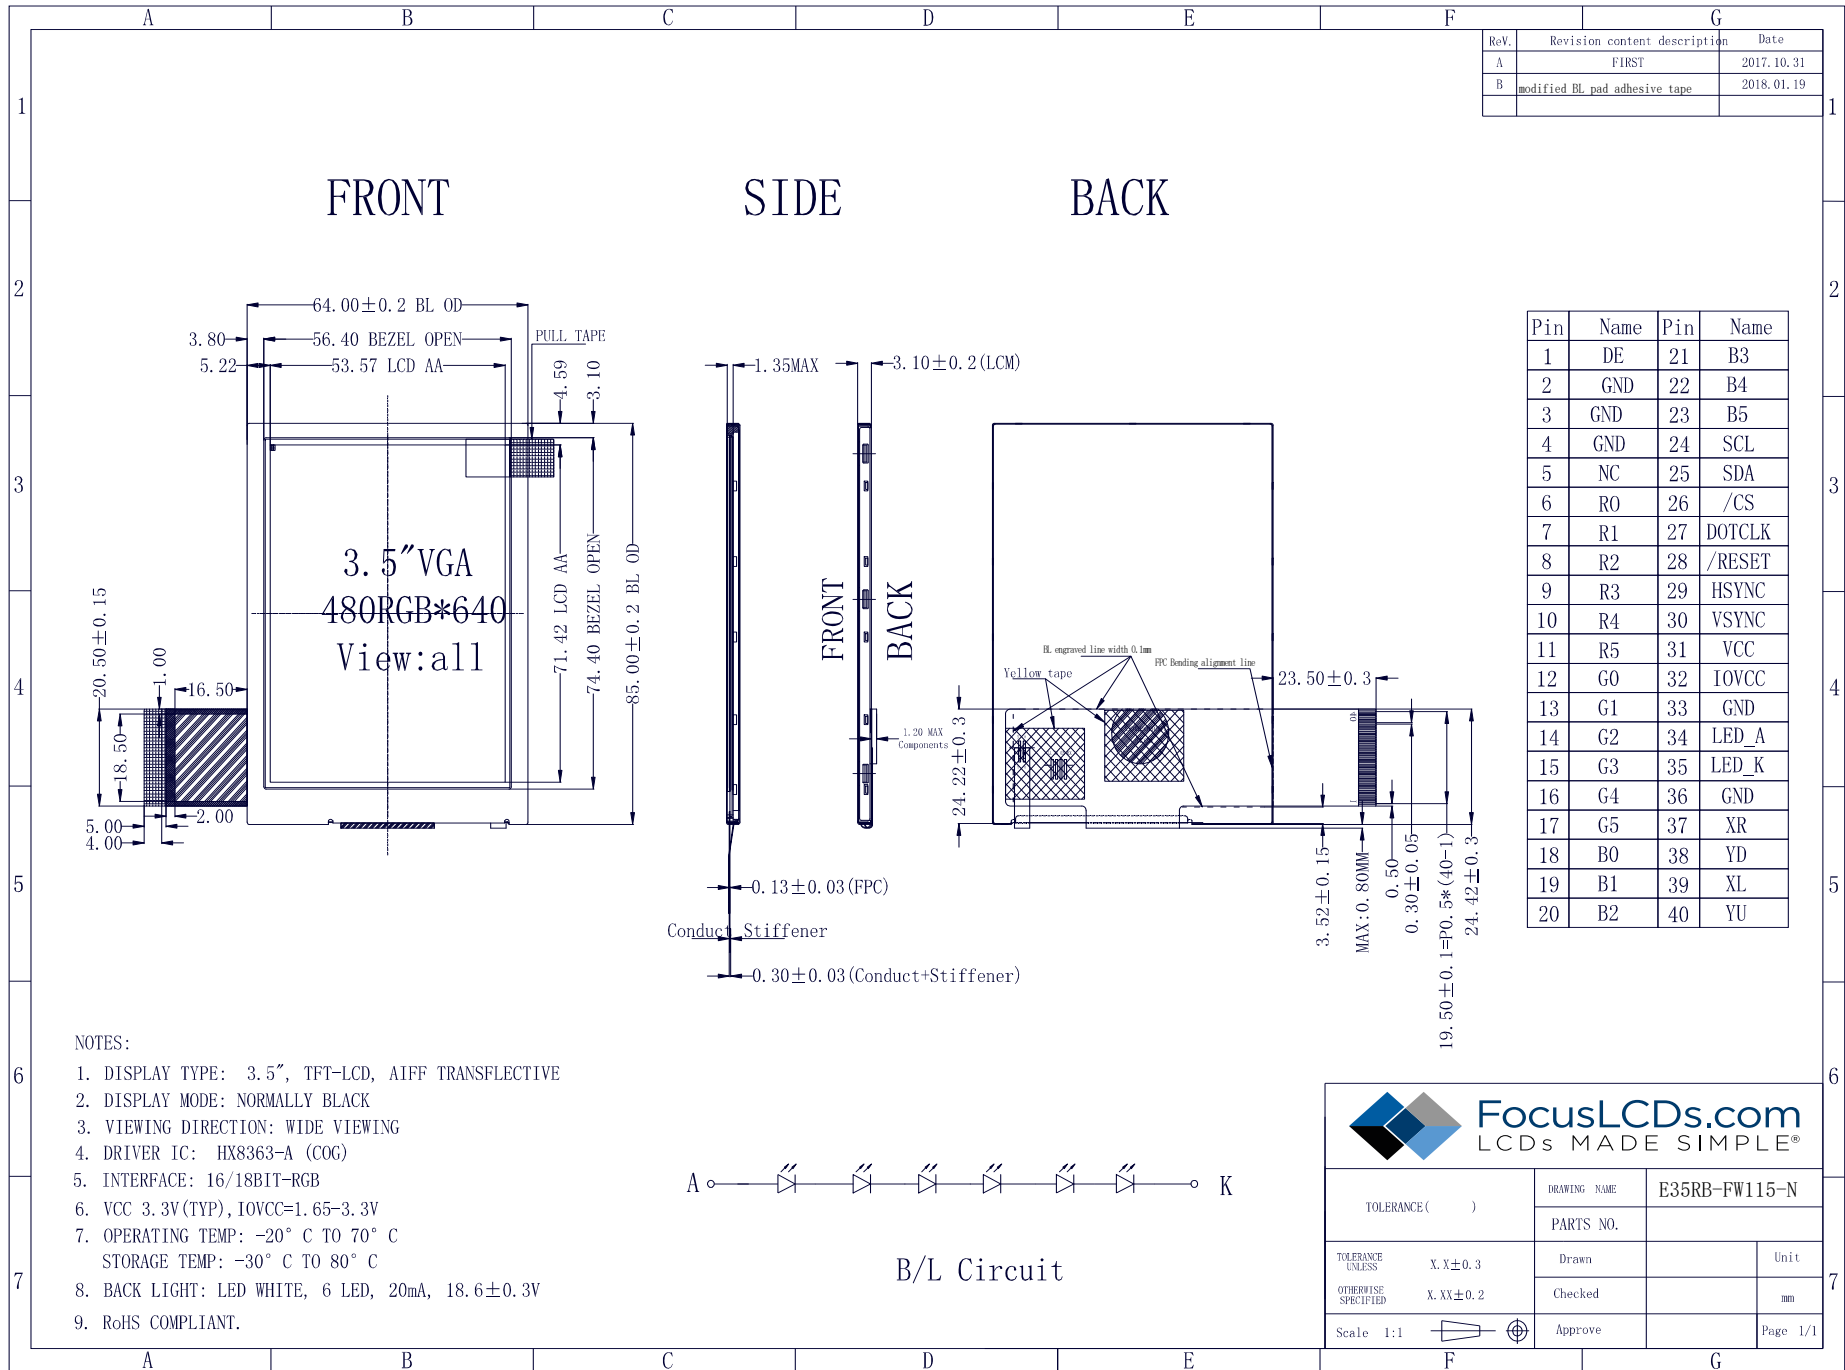 A B C D E F G
1 2 3 4 5 6 7
ReV. Revision content description Date
A FIRST 2017.10.31
B modified BL pad adhesive tape 2018.01.19
FRONT
SIDE
BACK
64.00±0.2 BL OD
3.80
56.40 BEZEL OPEN
PULL TAPE
5.22
53.57 LCD AA
4.59
3.10
3.5″VGA
480RGB*640
View:all
71.42 LCD AA
74.40 BEZEL OPEN
85.00±0.2 BL OD
20.50±0.15
1.00
16.50
18.50
2.00
5.00
4.00
1.35MAX
3.10±0.2(LCM)
FRONT
BACK
1.20 MAX
Components
0.13±0.03(FPC)
Conduct Stiffener
0.30±0.03(Conduct+Stiffener)
BL engraved line width 0.1mm
FPC Bending alignment line
Yellow tape
23.50±0.3
24.22±0.3
40
1
3.52±0.15
MAX:0.80MM
0.50
0.30±0.05
19.50±0.1=P0.5*(40-1)
24.42±0.3
Pin Name Pin Name
1 DE 21 B3
2 GND 22 B4
3 GND 23 B5
4 GND 24 SCL
5 NC 25 SDA
6 R0 26 /CS
7 R1 27 DOTCLK
8 R2 28 /RESET
9 R3 29 HSYNC
10 R4 30 VSYNC
11 R5 31 VCC
12 G0 32 IOVCC
13 G1 33 GND
14 G2 34 LED_A
15 G3 35 LED_K
16 G4 36 GND
17 G5 37 XR
18 B0 38 YD
19 B1 39 XL
20 B2 40 YU
NOTES:
1. DISPLAY TYPE: 3.5″, TFT-LCD, AIFF TRANSFLECTIVE
2. DISPLAY MODE: NORMALLY BLACK
3. VIEWING DIRECTION: WIDE VIEWING
4. DRIVER IC: HX8363-A (COG)
5. INTERFACE: 16/18BIT-RGB
6. VCC 3.3V(TYP),IOVCC=1.65-3.3V
7. OPERATING TEMP: -20° C TO 70° C
STORAGE TEMP: -30° C TO 80° C
8. BACK LIGHT: LED WHITE, 6 LED, 20mA, 18.6±0.3V
9. RoHS COMPLIANT.
A K
B/L Circuit
FocusLCDs.com
LCDs MADE SIMPLE®
TOLERANCE( )
DRAWING NAME E35RB-FW115-N
PARTS NO.
TOLERANCE UNLESS X.X±0.3
OTHERWISE SPECIFIED X.XX±0.2
Drawn Unit
Checked mm
Scale 1:1 Approve Page 1/1
1 2 3 4 5 6 7
A B C D E F G